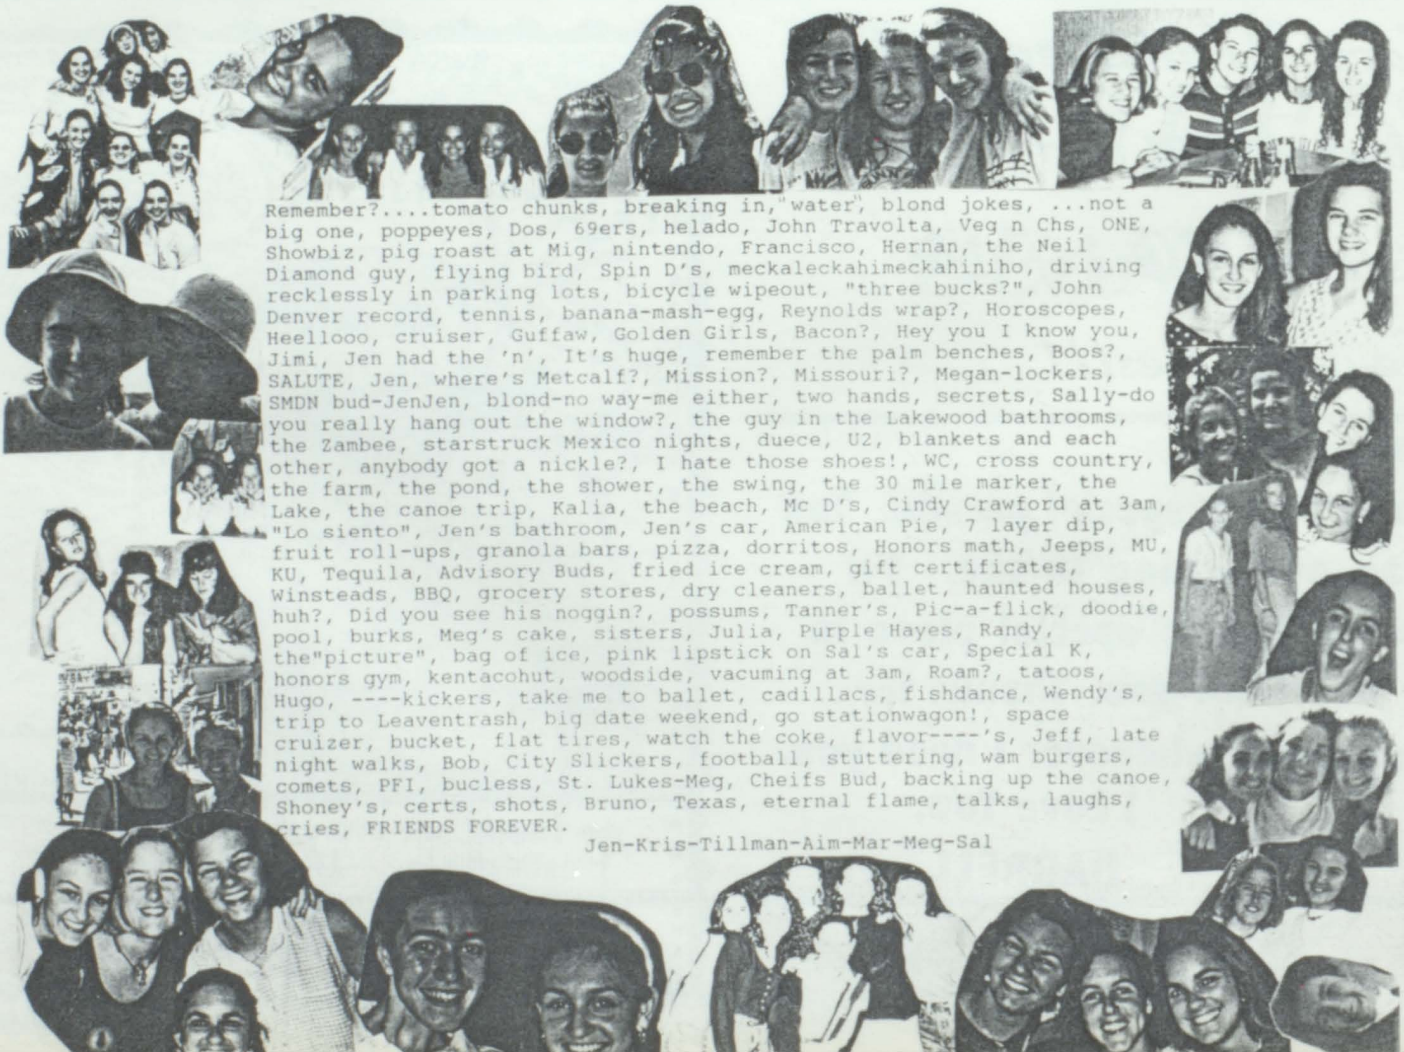 Remember?....tomato chunks, breaking in,"water", blond jokes, ...not a
big one, poppeyes, Dos, 69ers, helado, John Travolta, Veg n Chs, ONE,
Showbiz, pig roast at Mig, nintendo, Francisco, Hernan, the Neil
Diamond guy, flying bird, Spin D's, meckaleckahimeckahiniho, driving
recklessly in parking lots, bicycle wipeout, "three bucks?", John
Denver record, tennis, banana-mash-egg, Reynolds wrap?, Horoscopes,
Heellooo, cruiser, Guffaw, Golden Girls, Bacon?, Hey you I know you,
Jimi, Jen had the 'n', It's huge, remember the palm benches, Boos?,
SALUTE, Jen, where's Metcalf?, Mission?, Missouri?, Megan-lockers,
SMDN bud-JenJen, blond-no way-me either, two hands, secrets, Sally-do
you really hang out the window?, the guy in the Lakewood bathrooms,
the Zambee, starstruck Mexico nights, duece, U2, blankets and each
other, anybody got a nickle?, I hate those shoes!, WC, cross country,
the farm, the pond, the shower, the swing, the 30 mile marker, the
Lake, the canoe trip, Kalia, the beach, Mc D's, Cindy Crawford at 3am,
"Lo siento", Jen's bathroom, Jen's car, American Pie, 7 layer dip,
fruit roll-ups, granola bars, pizza, dorritos, Honors math, Jeeps, MU,
KU, Tequila, Advisory Buds, fried ice cream, gift certificates,
Winsteads, BBQ, grocery stores, dry cleaners, ballet, haunted houses,
huh?, Did you see his noggin?, possums, Tanner's, Pic-a-flick, doodie,
pool, burks, Meg's cake, sisters, Julia, Purple Hayes, Randy,
the"picture", bag of ice, pink lipstick on Sal's car, Special K,
honors gym, kentacohut, woodside, vacuming at 3am, Roam?, tatoos,
Hugo, ----kickers, take me to ballet, cadillacs, fishdance, Wendy's,
trip to Leaventrash, big date weekend, go stationwagon!, space
cruizer, bucket, flat tires, watch the coke, flavor----'s, Jeff, late
night walks, Bob, City Slickers, football, stuttering, wam burgers,
comets, PFI, bucless, St. Lukes-Meg, Cheifs Bud, backing up the canoe,
Shoney's, certs, shots, Bruno, Texas, eternal flame, talks, laughs,
cries, FRIENDS FOREVER.
Jen-Kris-Tillman-Aim-Mar-Meg-Sal